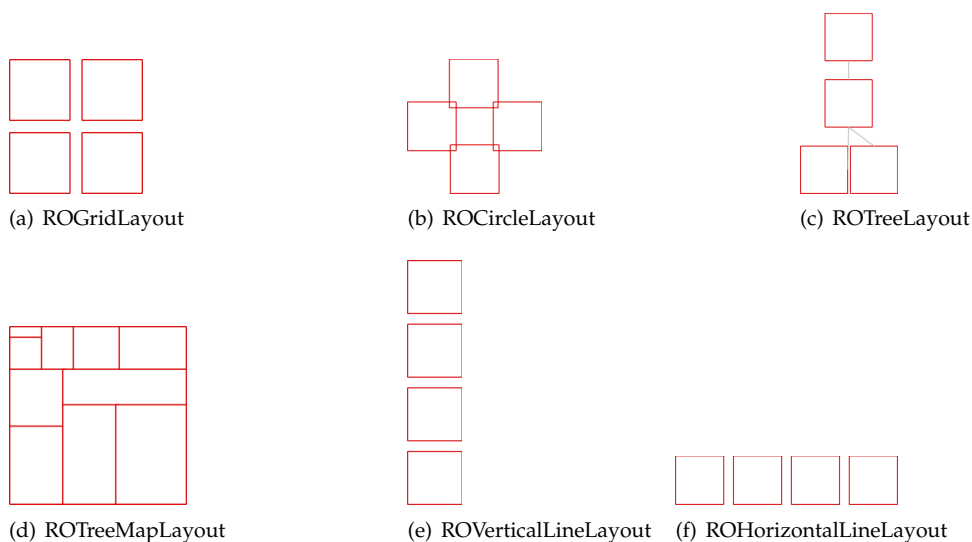 (a) ROGridLayout
(b) ROCircleLayout
(c) ROTreeLayout
(d) ROTreeMapLayout
(e) ROVerticalLineLayout
(f) ROHorizontalLineLayout